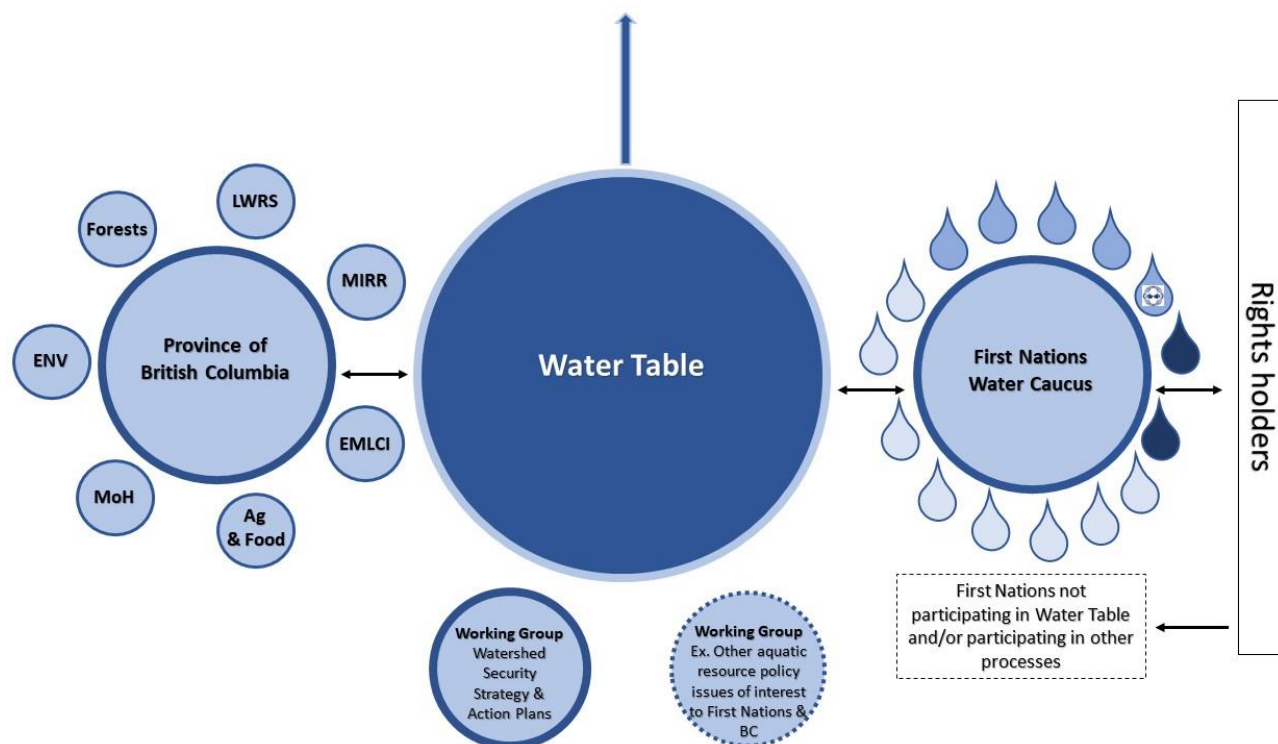 LWRS
Forests
MIRR
Province of
British Columbia
ENV
EMLCI
MoH
Ag
& Food
Water Table
First Nations
Water Caucus
Rights holders
Working Group
Watershed
Security
Strategy &
Action Plans
Working Group
Ex. Other aquatic
resource policy
issues of interest
to First Nations &
BC
First Nations not
participating in Water Table
and/or participating in other
processes